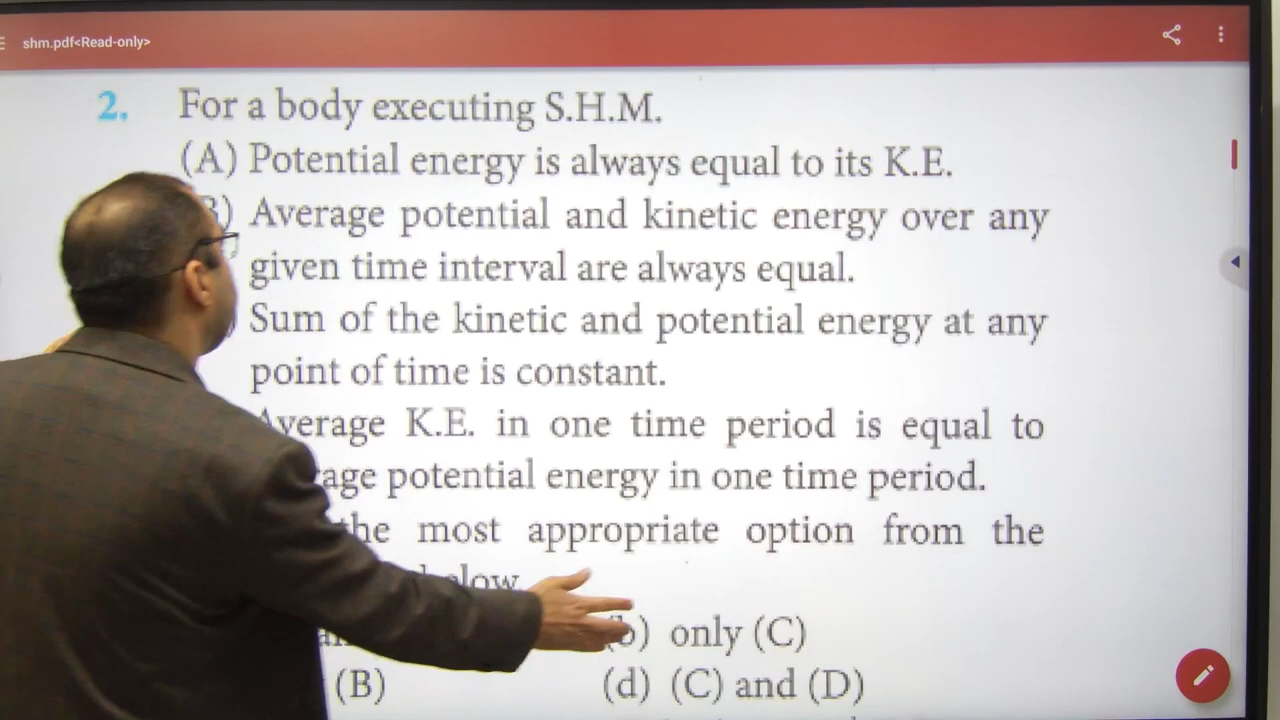 shm.pdf<Read-only>
2. For a body executing S.H.M.
(A) Potential energy is always equal to its K.E.
Average potential and kinetic energy over any
given time interval are always equal.
Sum of the kinetic and potential energy at any
point of time is constant.
Average K.E. in one time period is equal to
potential energy in one time period.
the most appropriate option from the
below.
(b) only (C)
(B) (d) (C) and (D)